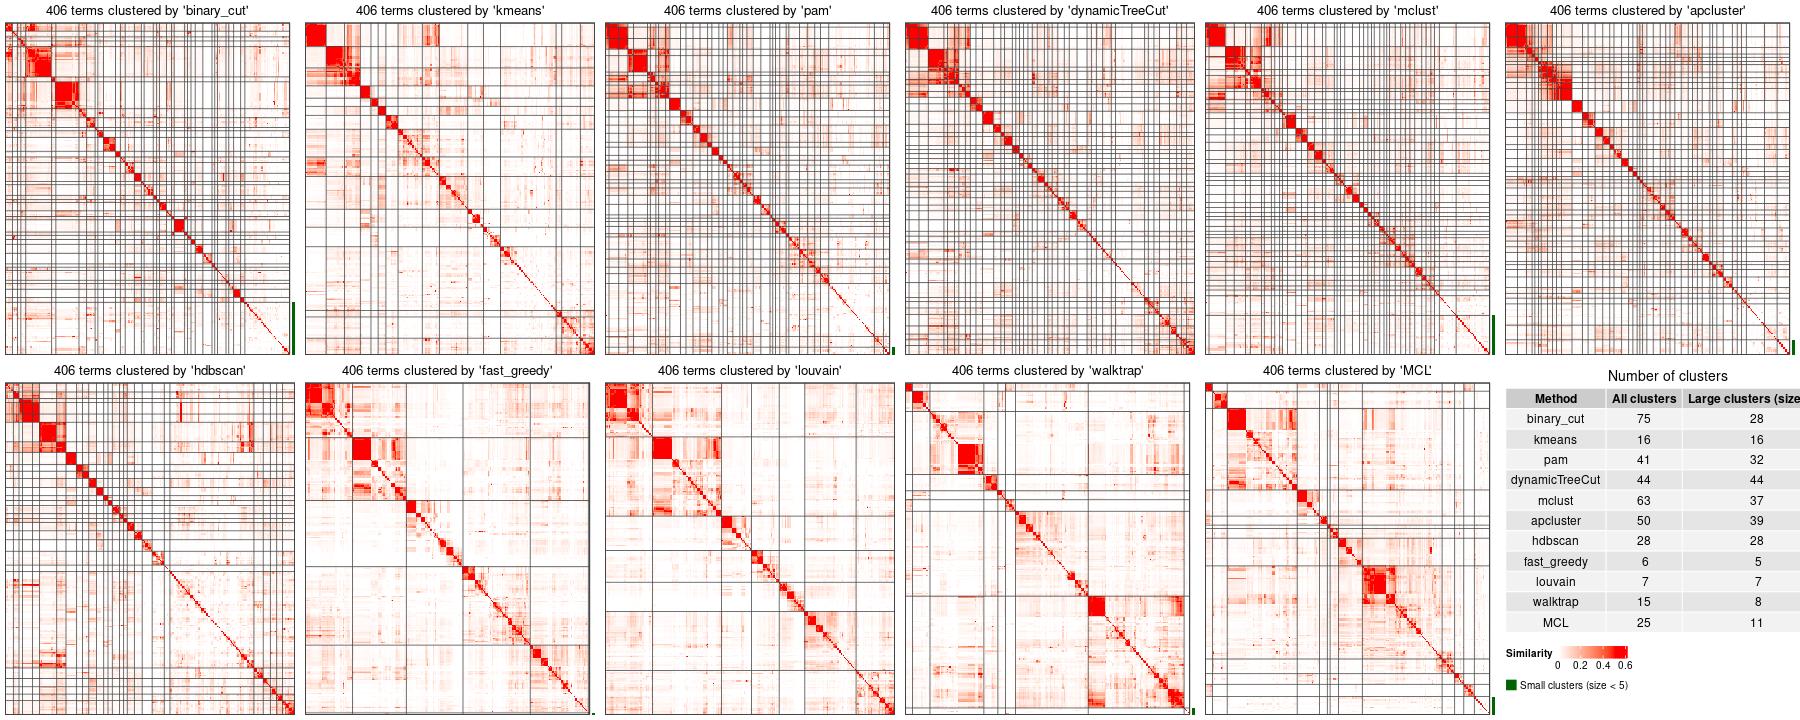 406 terms clustered by 'binary_cut'
406 terms clustered by 'kmeans'
406 terms clustered by 'pam'
406 terms clustered by 'dynamicTreeCut'
406 terms clustered by 'mclust'
406 terms clustered by 'apcluster'
406 terms clustered by 'hdbscan'
406 terms clustered by 'fast_greedy'
406 terms clustered by 'louvain'
406 terms clustered by 'walktrap'
406 terms clustered by 'MCL'
Number of clusters
Method All clusters Large clusters (size
binary_cut 75 28
kmeans 16 16
pam 41 32
dynamicTreeCut 44 44
mclust 63 37
apcluster 50 39
hdbscan 28 28
fast_greedy 6 5
louvain 7 7
walktrap 15 8
MCL 25 11
Similarity
0 0.2 0.4 0.6
Small clusters (size < 5)